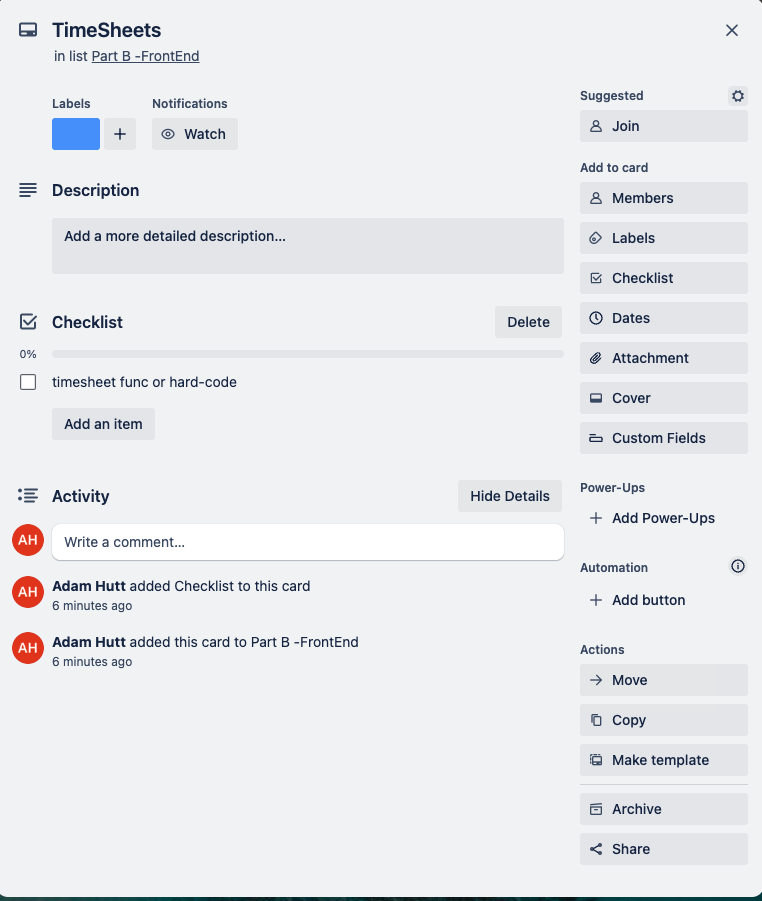 TimeSheets
in list Part B -FrontEnd
Labels
Notifications
+
Watch
Description
Add a more detailed description...
Checklist
Delete
0%
timesheet func or hard-code
Add an item
Activity
Hide Details
AH
Write a comment...
AH
Adam Hutt added Checklist to this card
6 minutes ago
AH
Adam Hutt added this card to Part B -FrontEnd
6 minutes ago
Suggested
Join
Add to card
Members
Labels
Checklist
Dates
Attachment
Cover
Custom Fields
Power-Ups
+ Add Power-Ups
Automation
+ Add button
Actions
Move
Copy
Make template
Archive
Share